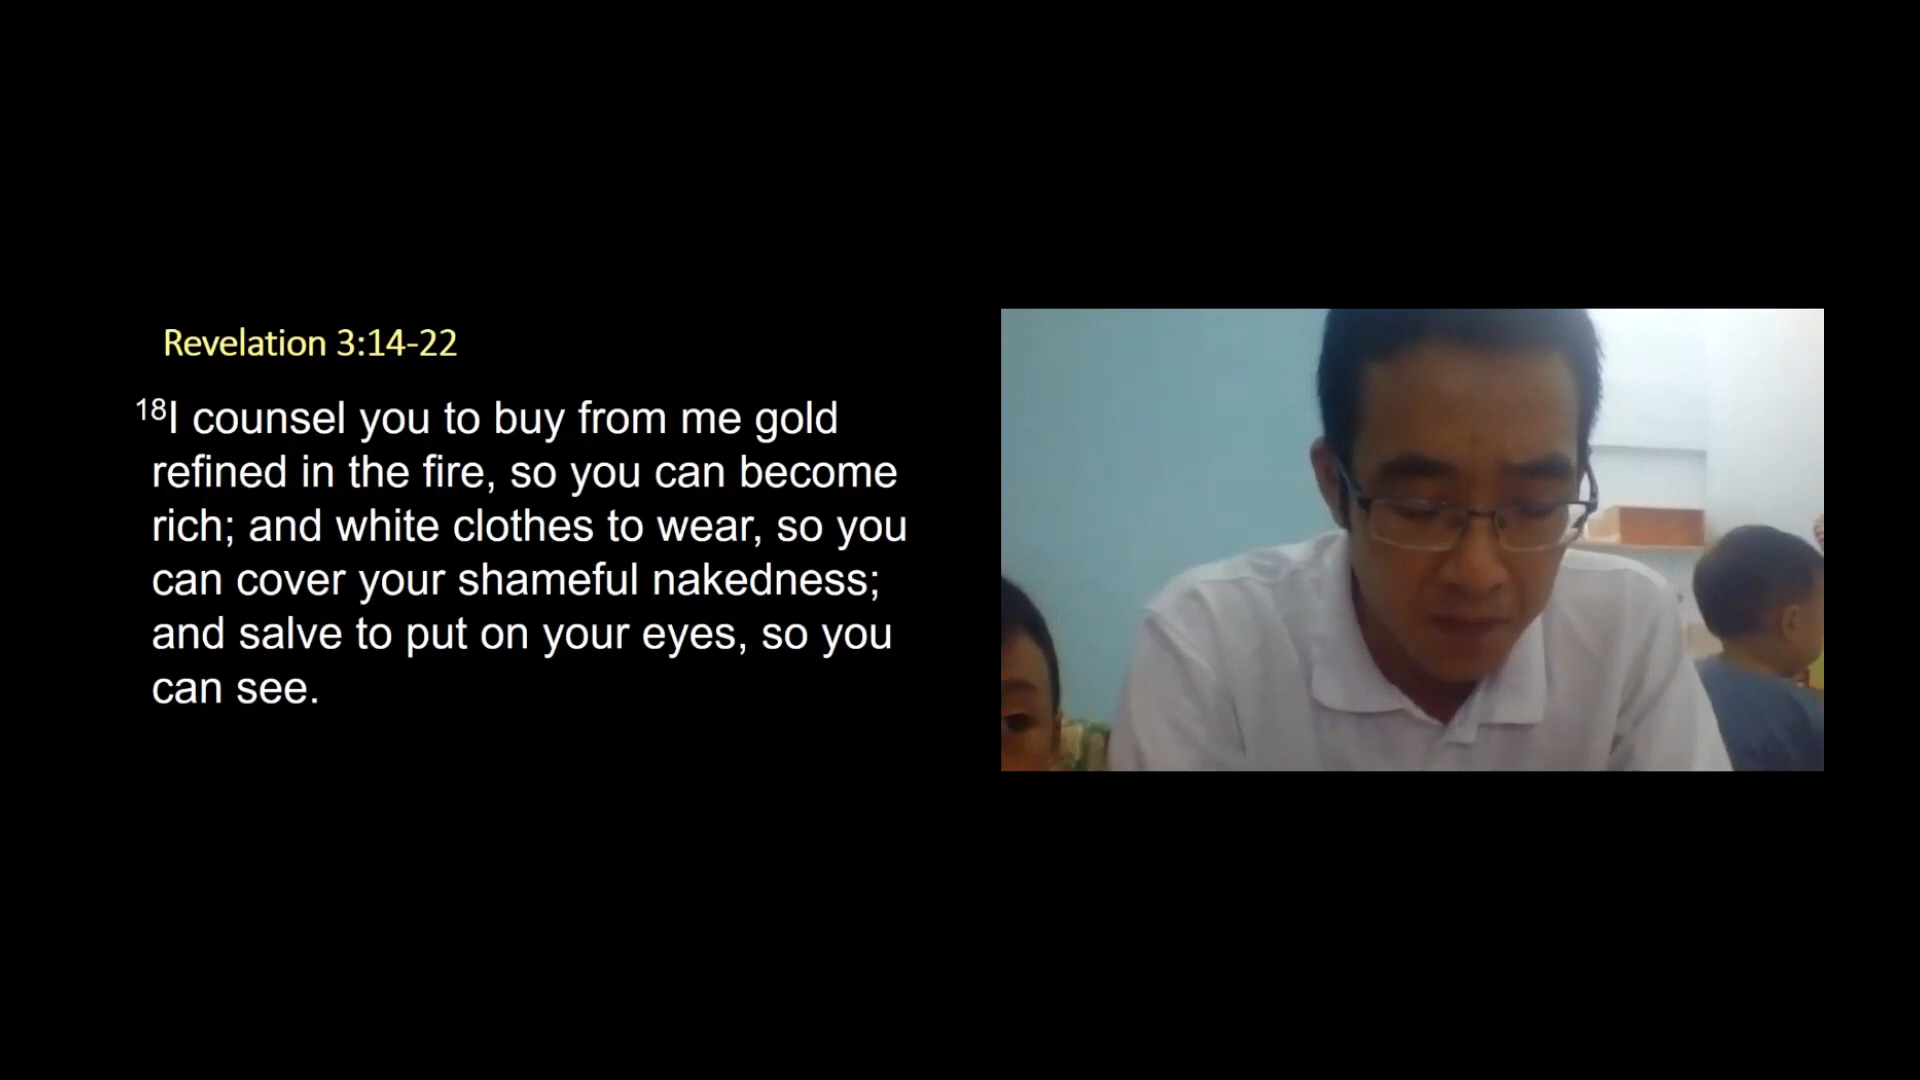 Revelation 3:14-22
18I counsel you to buy from me gold
refined in the fire, so you can become
rich; and white clothes to wear, so you
can cover your shameful nakedness;
and salve to put on your eyes, so you
can see.